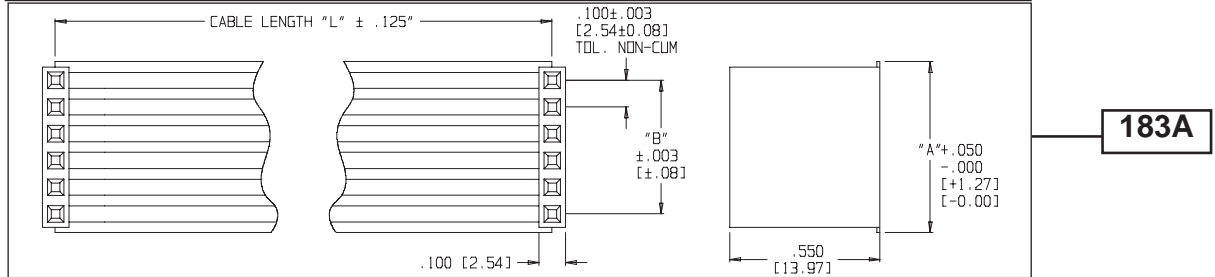 CABLE LENGTH "L" ± .125"
.100±.003
[2.54±0.08]
TOL. NON-CUM
"B"
±.003
[±.08]
"A"+.050
-.000
[+1.27]
[-0.00]
183A
.100 [2.54]
.550
[13.97]